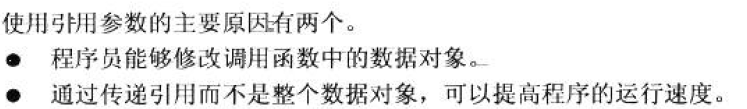 使用引用参数的主要原因有两个。
● 程序员能够修改调用函数中的数据对象。
● 通过传递引用而不是整个数据对象，可以提高程序的运行速度。